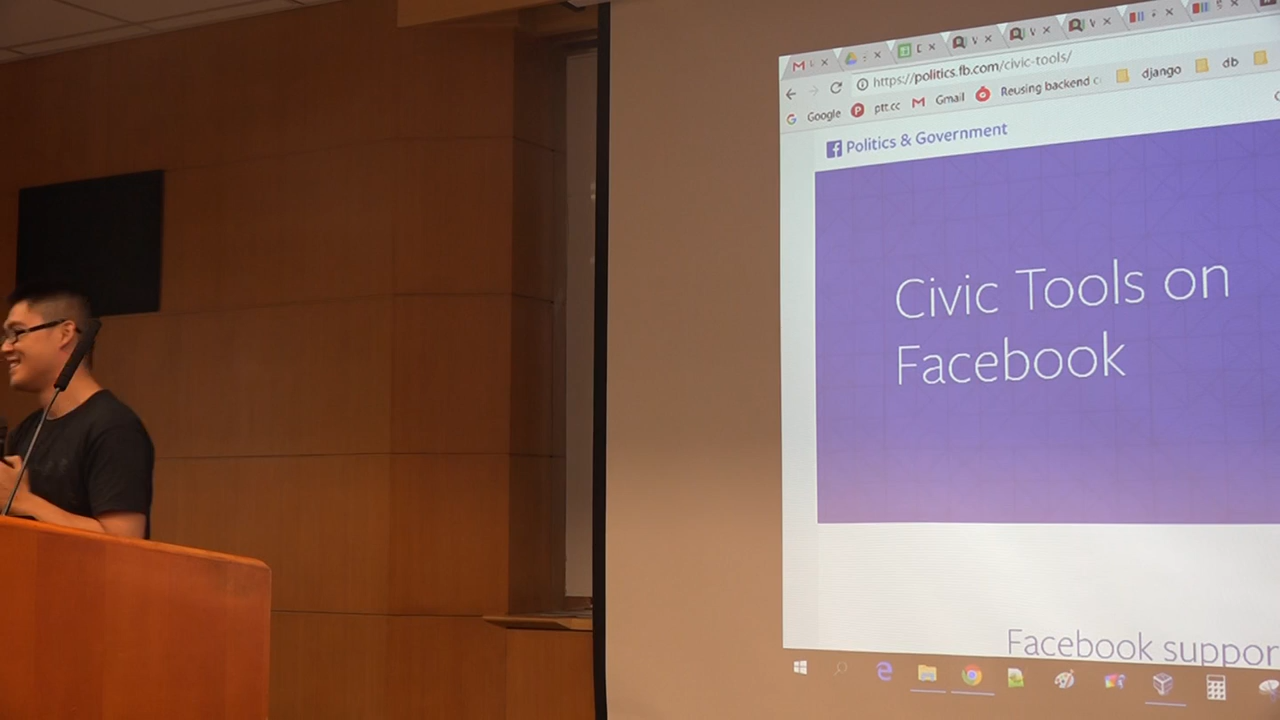 https://politics.fb.com/civic-tools/
Google ptt.cc Gmail Reusing backend c django db
Politics & Government
Civic Tools on
Facebook
Facebook suppor